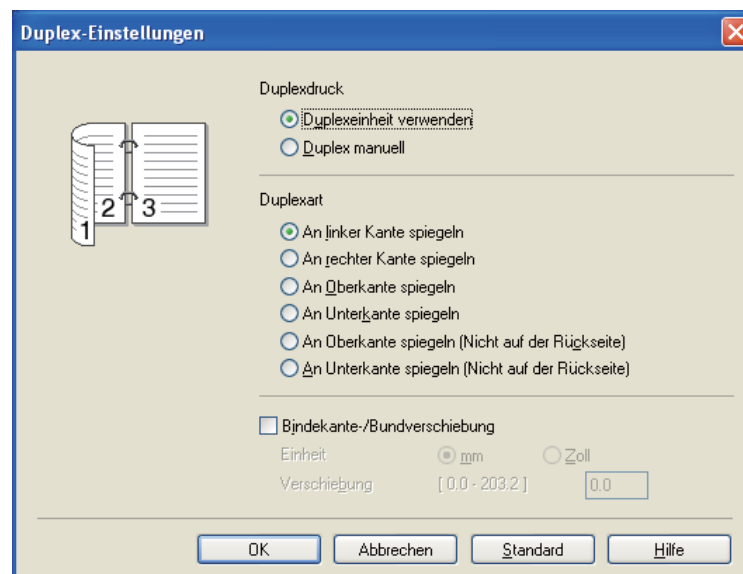 Duplex-Einstellungen
Duplexdruck
Duplexeinheit verwenden
Duplex manuell
1 2 3
Duplexart
An linker Kante spiegeln
An rechter Kante spiegeln
An Oberkante spiegeln
An Unterkante spiegeln
An Oberkante spiegeln (Nicht auf der Rückseite)
An Unterkante spiegeln (Nicht auf der Rückseite)
Bindekante-/Bundverschiebung
Einheit mm Zoll
Verschiebung [ 0.0 - 203.2 ] 0.0
OK Abbrechen Standard Hilfe